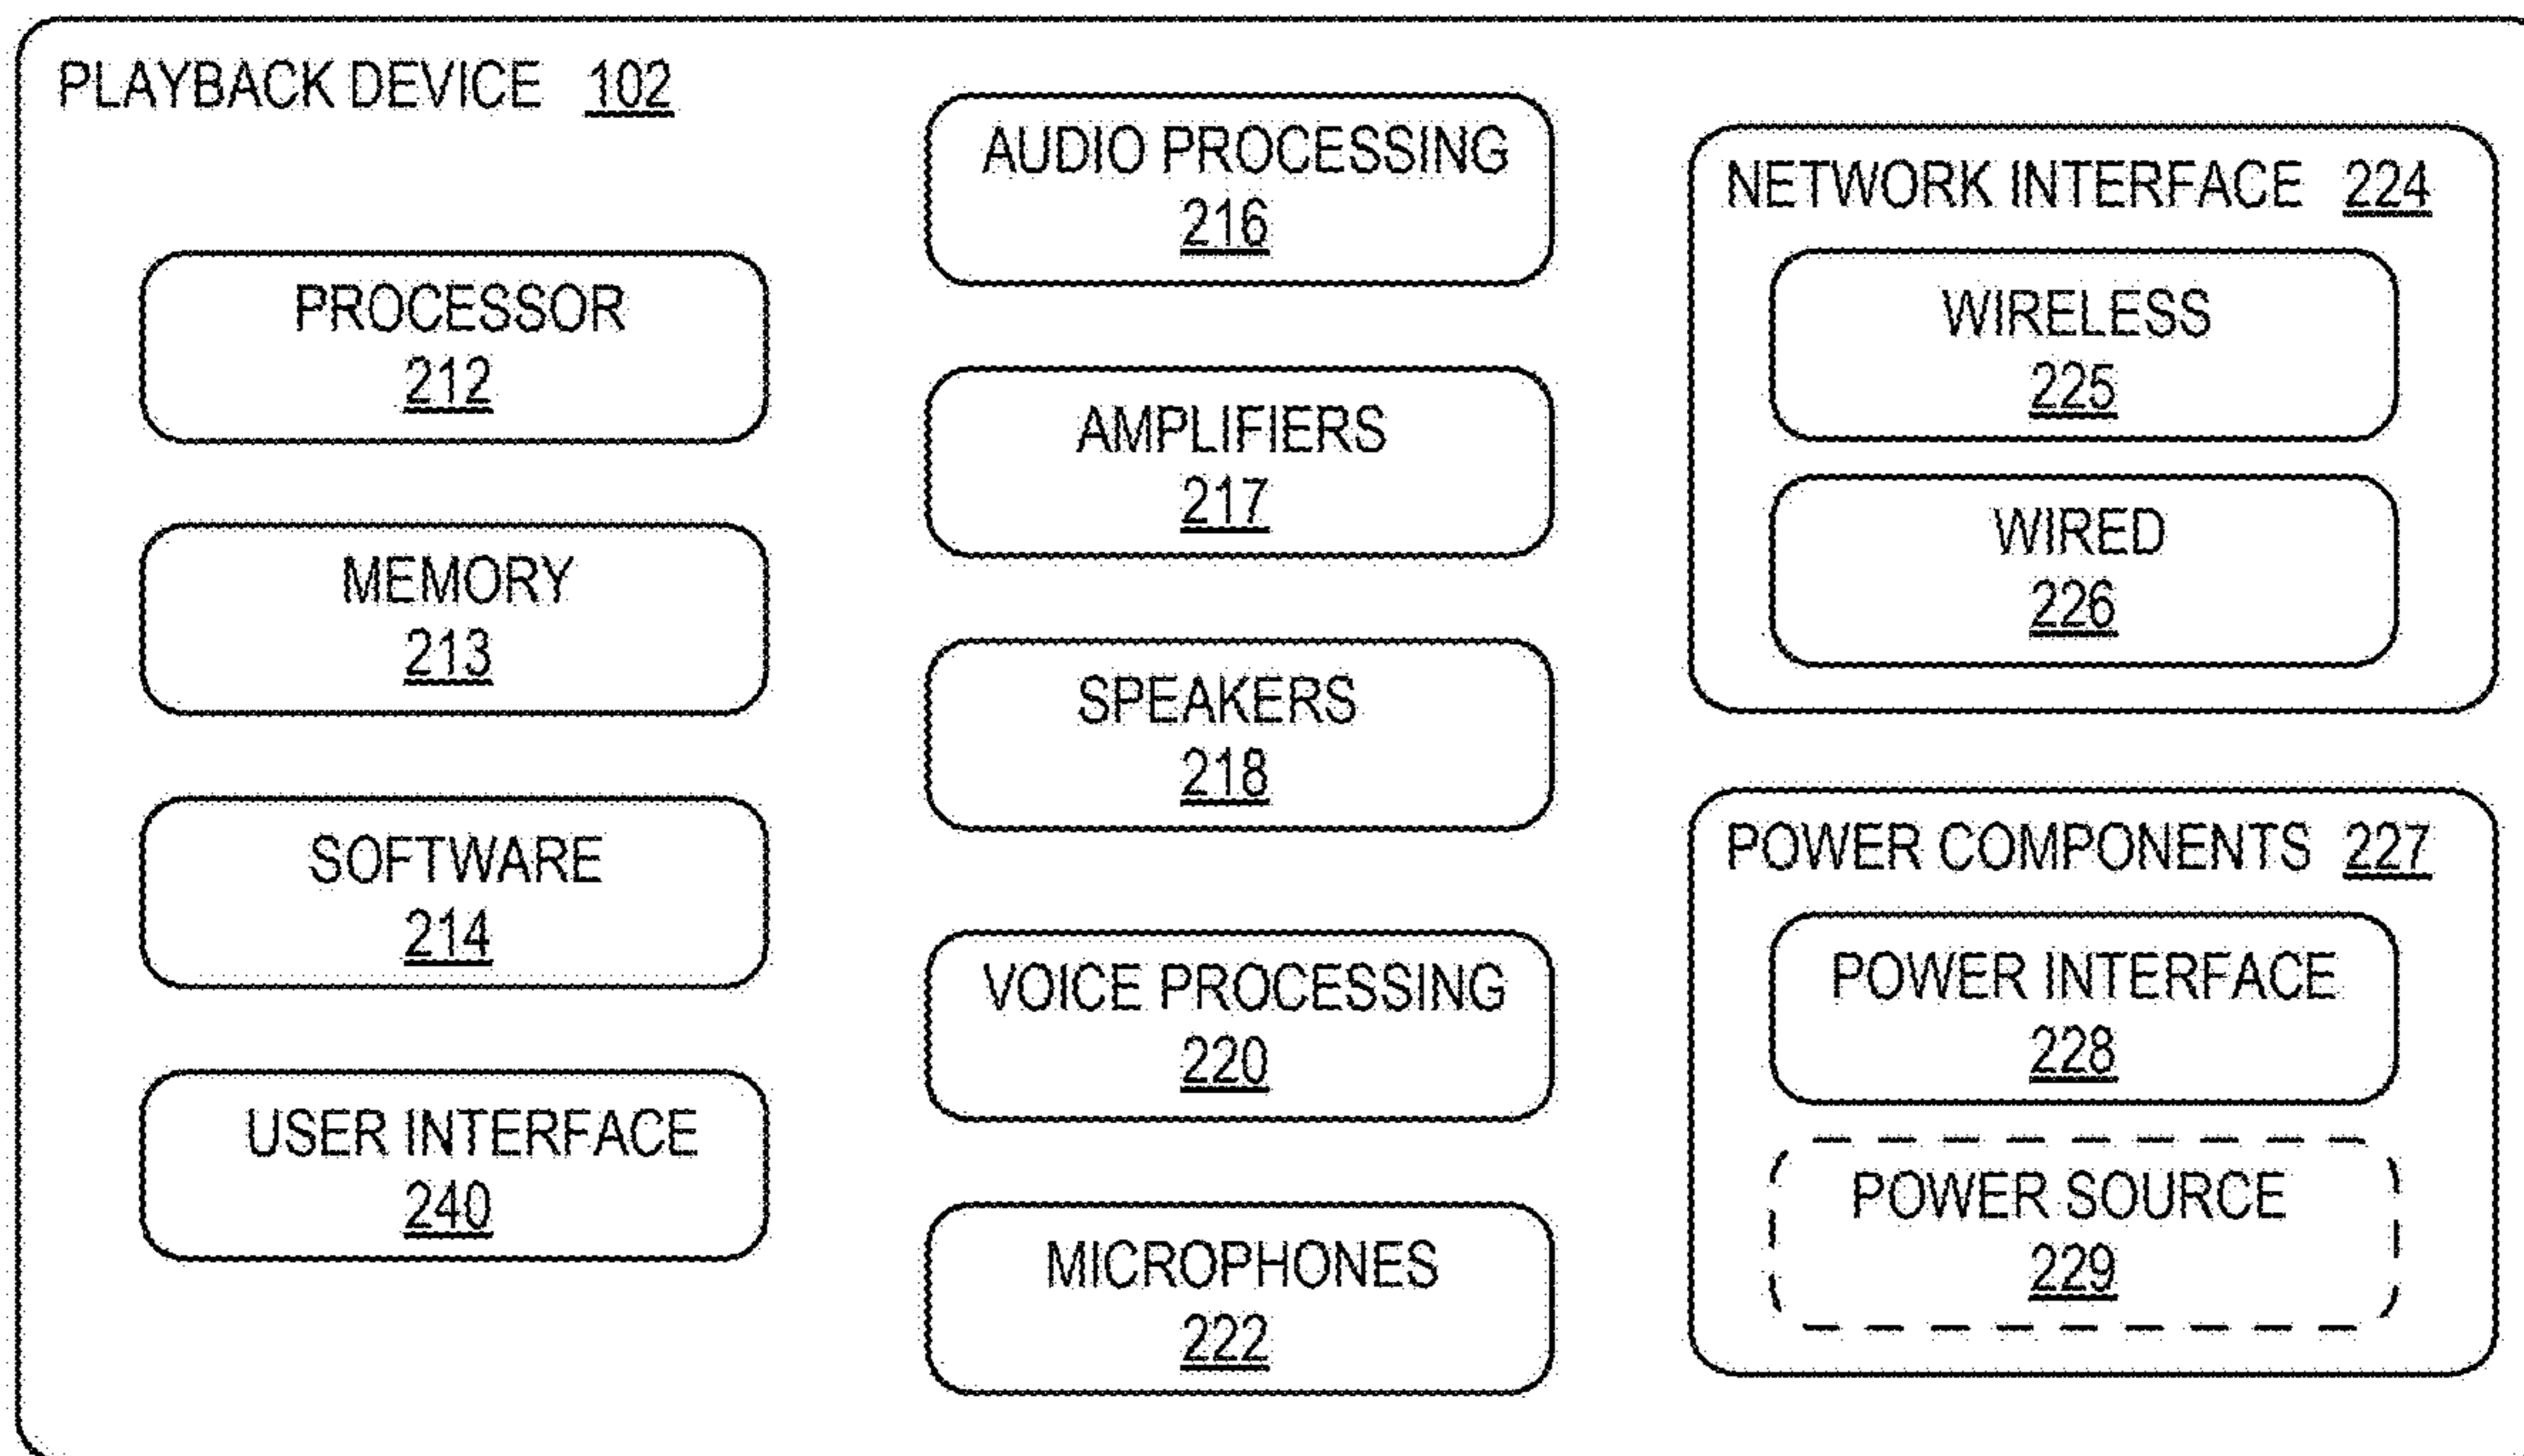 PLAYBACK DEVICE 102
PROCESSOR
212
MEMORY
213
SOFTWARE
214
USER INTERFACE
240
AUDIO PROCESSING
216
AMPLIFIERS
217
SPEAKERS
218
VOICE PROCESSING
220
MICROPHONES
222
NETWORK INTERFACE 224
WIRELESS
225
WIRED
226
POWER COMPONENTS 227
POWER INTERFACE
228
POWER SOURCE
229